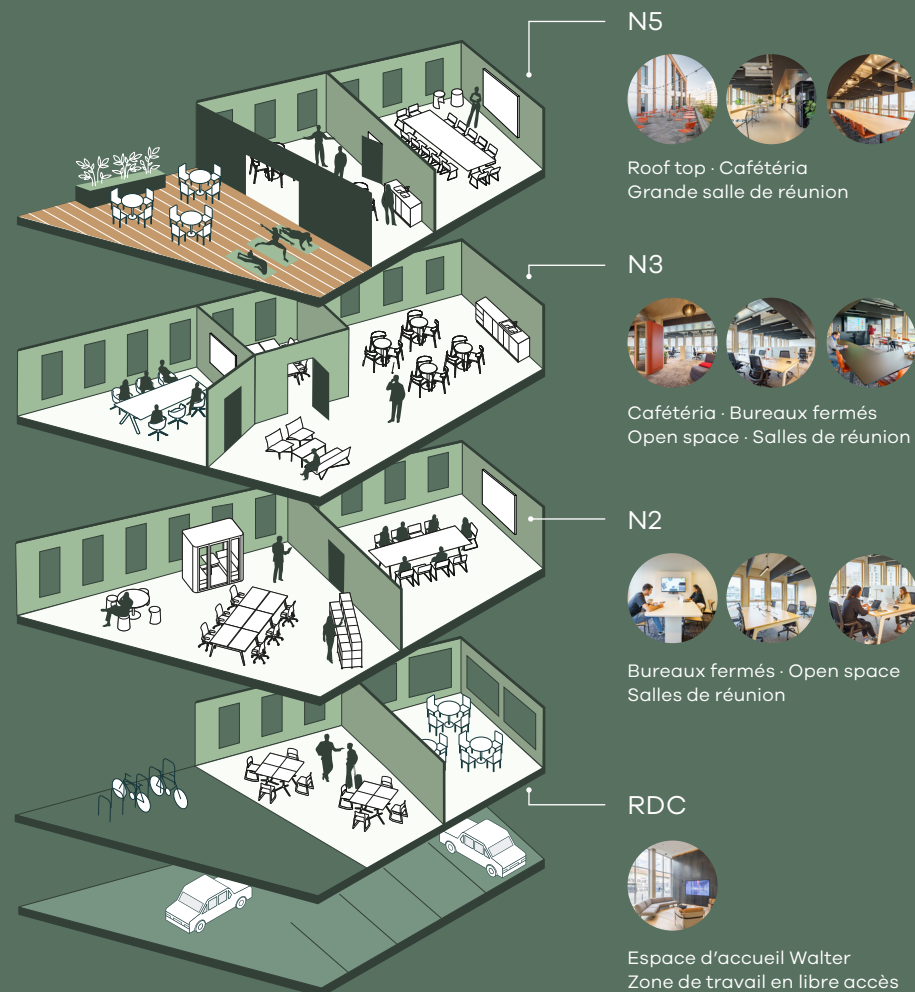 N5
Roof top · Cafétéria
Grande salle de réunion
N3
Cafétéria · Bureaux fermés
Open space · Salles de réunion
N2
Bureaux fermés · Open space
Salles de réunion
RDC
Espace d’accueil Walter
Zone de travail en libre accès